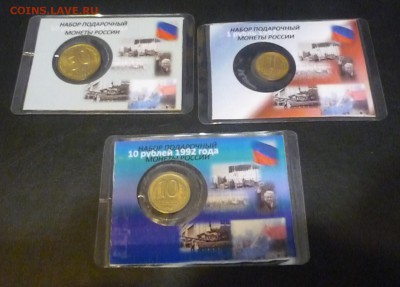 COINS.LAVE.RU
НАБОР ПОДАРОЧНЫЙ
МОНЕТЫ РОССИИ
НАБОР ПОДАРОЧНЫЙ
МОНЕТЫ РОССИИ
НАБОР ПОДАРОЧНЫЙ
10 рублей 1992 года
МОНЕТЫ РОССИИ
10